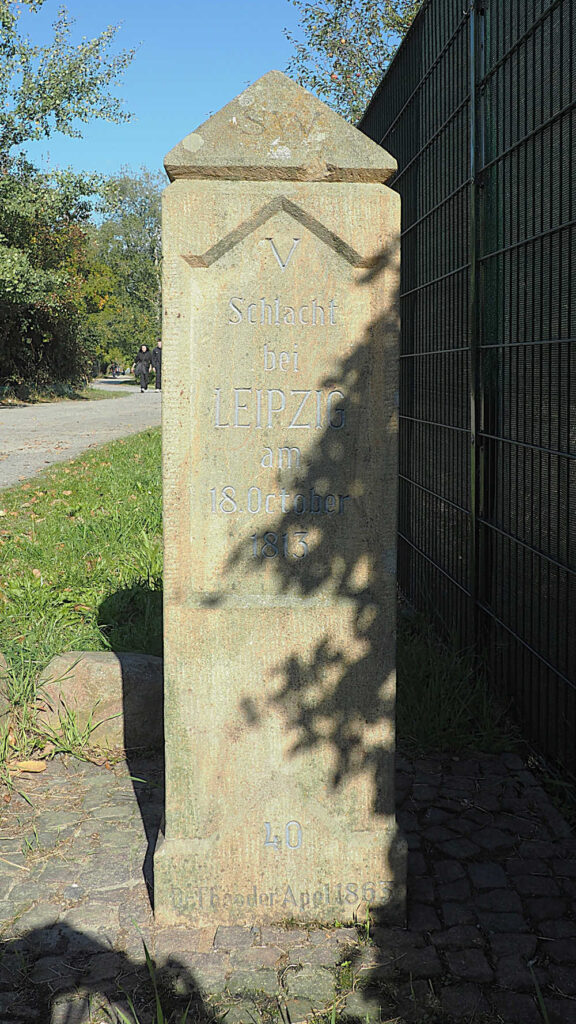 SW
V
Schlacht
bei
LEIPZIG
am
18. October
1813
40
Dr. Theodor Apel 1863